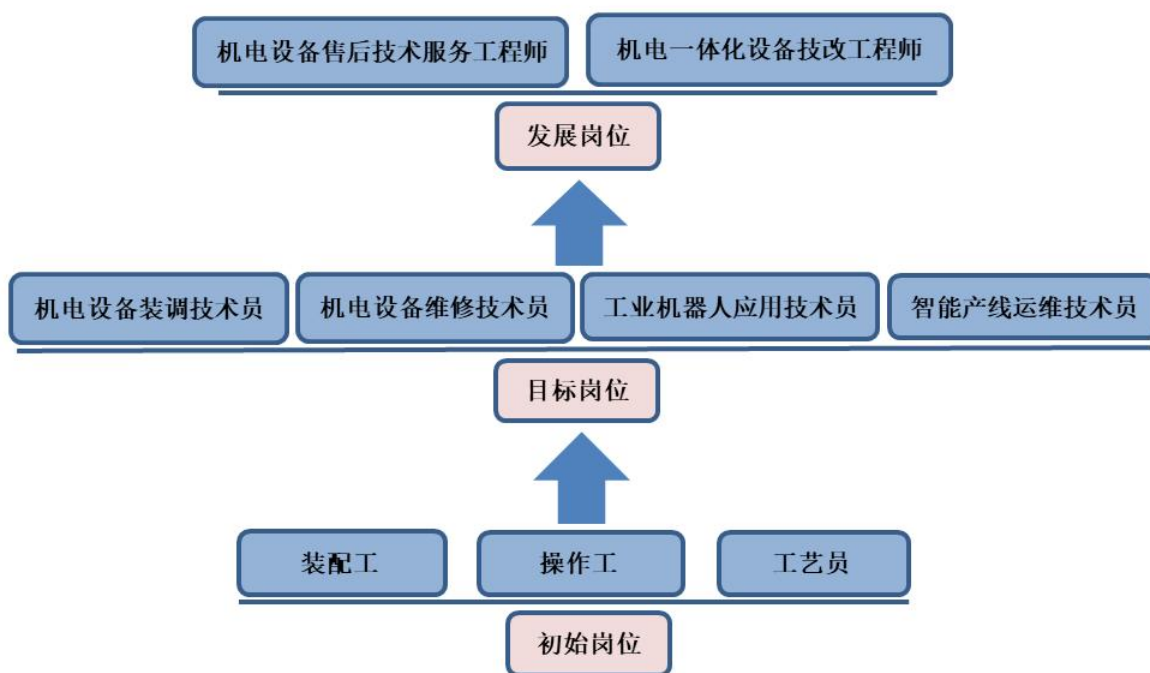 机电设备售后技术服务工程师
机电一体化设备技改工程师
发展岗位
机电设备装调技术员
机电设备维修技术员
工业机器人应用技术员
智能产线运维技术员
目标岗位
装配工
操作工
工艺员
初始岗位